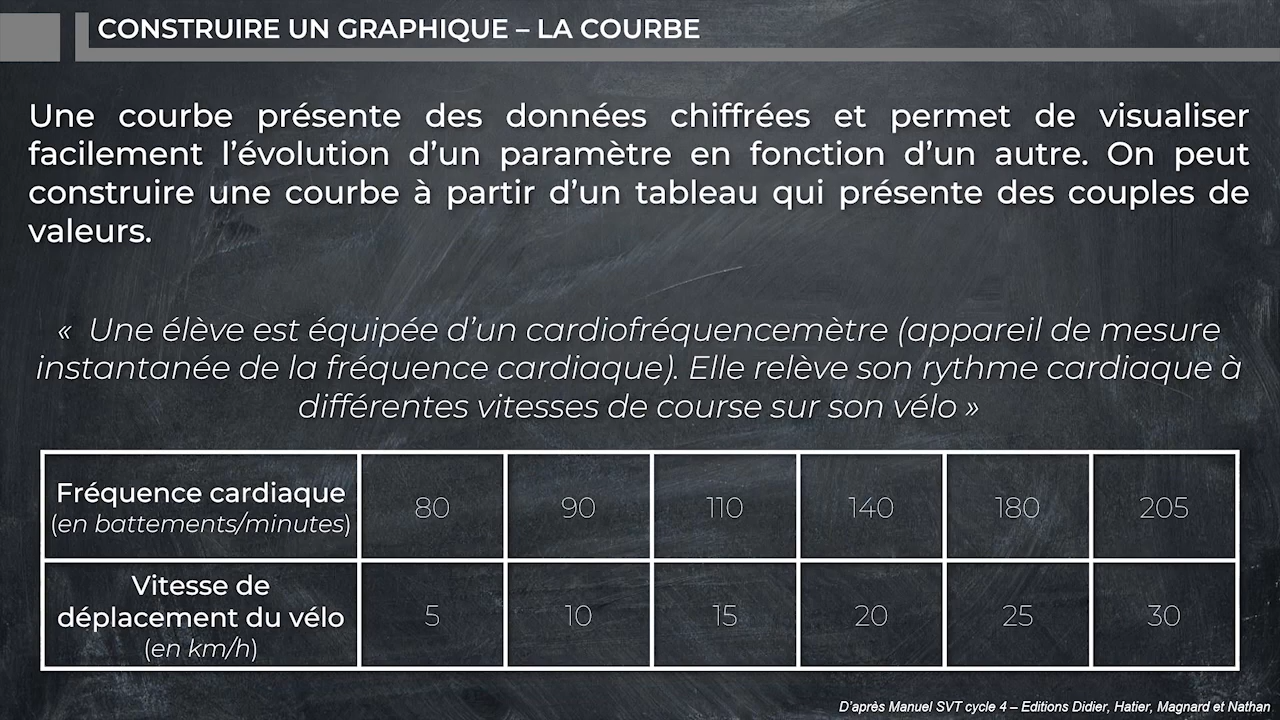 CONSTRUIRE UN GRAPHIQUE – LA COURBE
Une courbe présente des données chiffrées et permet de visualiser
facilement l’évolution d’un paramètre en fonction d’un autre. On peut
construire une courbe à partir d’un tableau qui présente des couples de
valeurs.
«  Une élève est équipée d’un cardiofréquencemètre (appareil de mesure
instantanée de la fréquence cardiaque). Elle relève son rythme cardiaque à
différentes vitesses de course sur son vélo »
Fréquence cardiaque
(en battements/minutes)
80 90 110 140 180 205
Vitesse de
déplacement du vélo
(en km/h)
5 10 15 20 25 30
D’après Manuel SVT cycle 4 – Editions Didier, Hatier, Magnard et Nathan